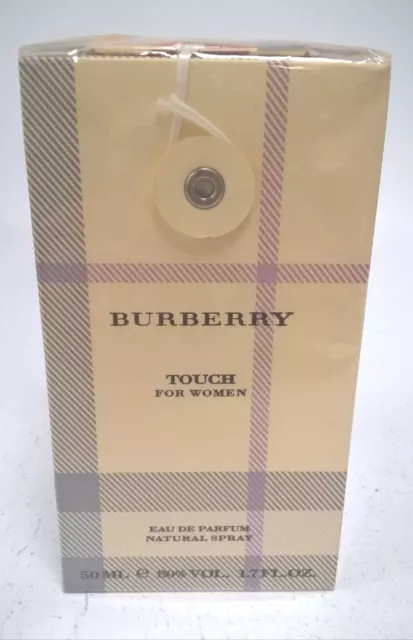 BURBERRY
TOUCH
FOR WOMEN
EAU DE PARFUM
NATURAL SPRAY
50 ML e 80% VOL. 1.7 FL.OZ.